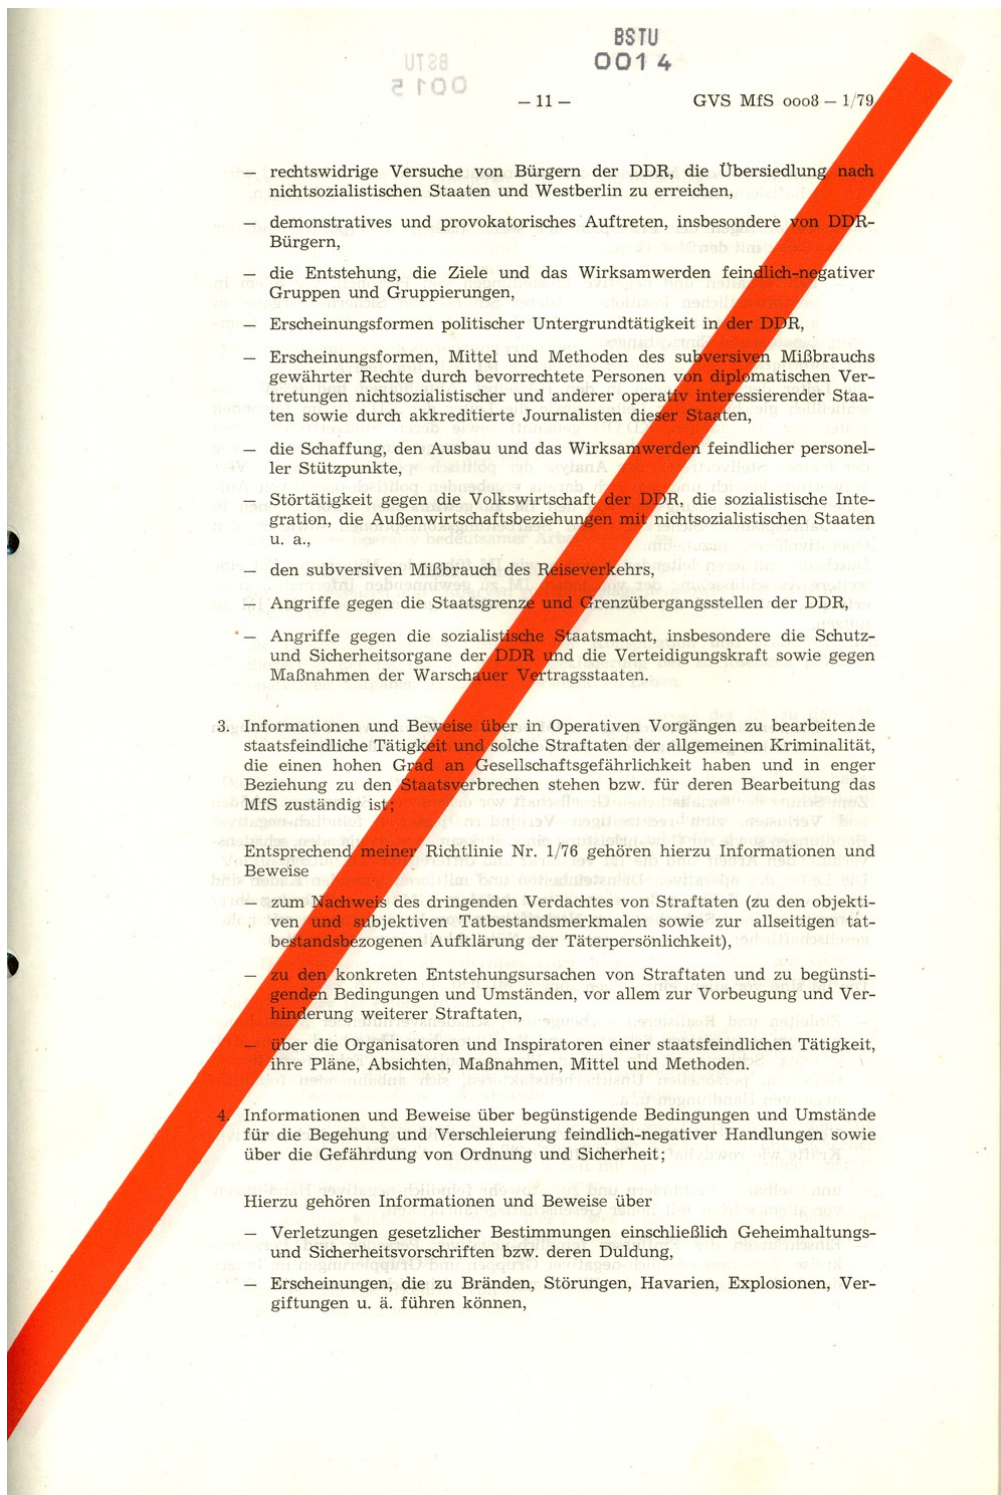 BSTU
0014
BSTU
0015
— 11 —
GVS MfS ooo8 — 1/79
— rechtswidrige Versuche von Bürgern der DDR, die Übersiedlung nach
nichtsozialistischen Staaten und Westberlin zu erreichen,
— demonstratives und provokatorisches Auftreten, insbesondere von DDR-
Bürgern,
— die Entstehung, die Ziele und das Wirksamwerden feindlich-negativer
Gruppen und Gruppierungen,
— Erscheinungsformen politischer Untergrundtätigkeit in der DDR,
— Erscheinungsformen, Mittel und Methoden des subversiven Mißbrauchs
gewährter Rechte durch bevorrechtete Personen von diplomatischen Ver-
tretungen nichtsozialistischer und anderer operativ interessierender Staa-
ten sowie durch akkreditierte Journalisten dieser Staaten,
— die Schaffung, den Ausbau und das Wirksamwerden feindlicher personel-
ler Stützpunkte,
— Störtätigkeit gegen die Volkswirtschaft der DDR, die sozialistische Inte-
gration, die Außenwirtschaftsbeziehungen mit nichtsozialistischen Staaten
u. a.,
— den subversiven Mißbrauch des Reiseverkehrs,
— Angriffe gegen die Staatsgrenze und Grenzübergangsstellen der DDR,
— Angriffe gegen die sozialistische Staatsmacht, insbesondere die Schutz-
und Sicherheitsorgane der DDR und die Verteidigungskraft sowie gegen
Maßnahmen der Warschauer Vertragsstaaten.
3. Informationen und Beweise über in Operativen Vorgängen zu bearbeitende
staatsfeindliche Tätigkeit und solche Straftaten der allgemeinen Kriminalität,
die einen hohen Grad an Gesellschaftsgefährlichkeit haben und in enger
Beziehung zu den Staatsverbrechen stehen bzw. für deren Bearbeitung das
MfS zuständig ist;
Entsprechend meiner Richtlinie Nr. 1/76 gehören hierzu Informationen und
Beweise
— zum Nachweis des dringenden Verdachtes von Straftaten (zu den objekti-
ven und subjektiven Tatbestandsmerkmalen sowie zur allseitigen tat-
bestandsbezogenen Aufklärung der Täterpersönlichkeit),
— zu den konkreten Entstehungsursachen von Straftaten und zu begünsti-
genden Bedingungen und Umständen, vor allem zur Vorbeugung und Ver-
hinderung weiterer Straftaten,
— über die Organisatoren und Inspiratoren einer staatsfeindlichen Tätigkeit,
ihre Pläne, Absichten, Maßnahmen, Mittel und Methoden.
4. Informationen und Beweise über begünstigende Bedingungen und Umstände
für die Begehung und Verschleierung feindlich-negativer Handlungen sowie
über die Gefährdung von Ordnung und Sicherheit;
Hierzu gehören Informationen und Beweise über
— Verletzungen gesetzlicher Bestimmungen einschließlich Geheimhaltungs-
und Sicherheitsvorschriften bzw. deren Duldung,
— Erscheinungen, die zu Bränden, Störungen, Havarien, Explosionen, Ver-
giftungen u. ä. führen können,